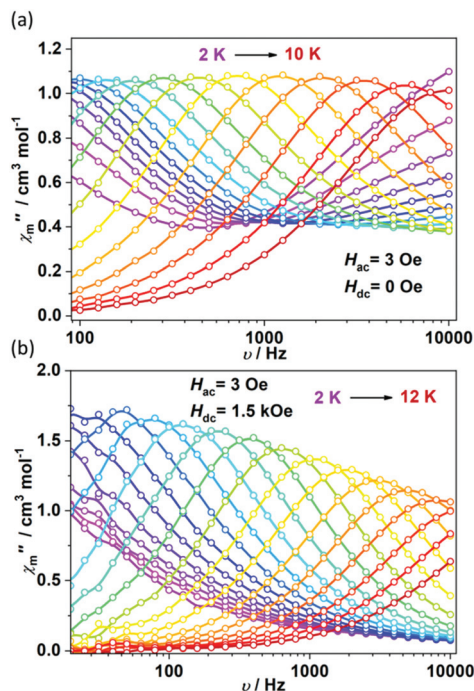 (a)
1.2
1.0
0.8
0.6
0.4
0.2
0.0
χm″ / cm³ mol⁻¹
2 K → 10 K
Hac= 3 Oe
Hdc= 0 Oe
100 1000 10000
υ / Hz
(b)
2.0
1.5
1.0
0.5
0.0
χm″ / cm³ mol⁻¹
Hac= 3 Oe
Hdc= 1.5 kOe
2 K → 12 K
100 1000 10000
υ / Hz